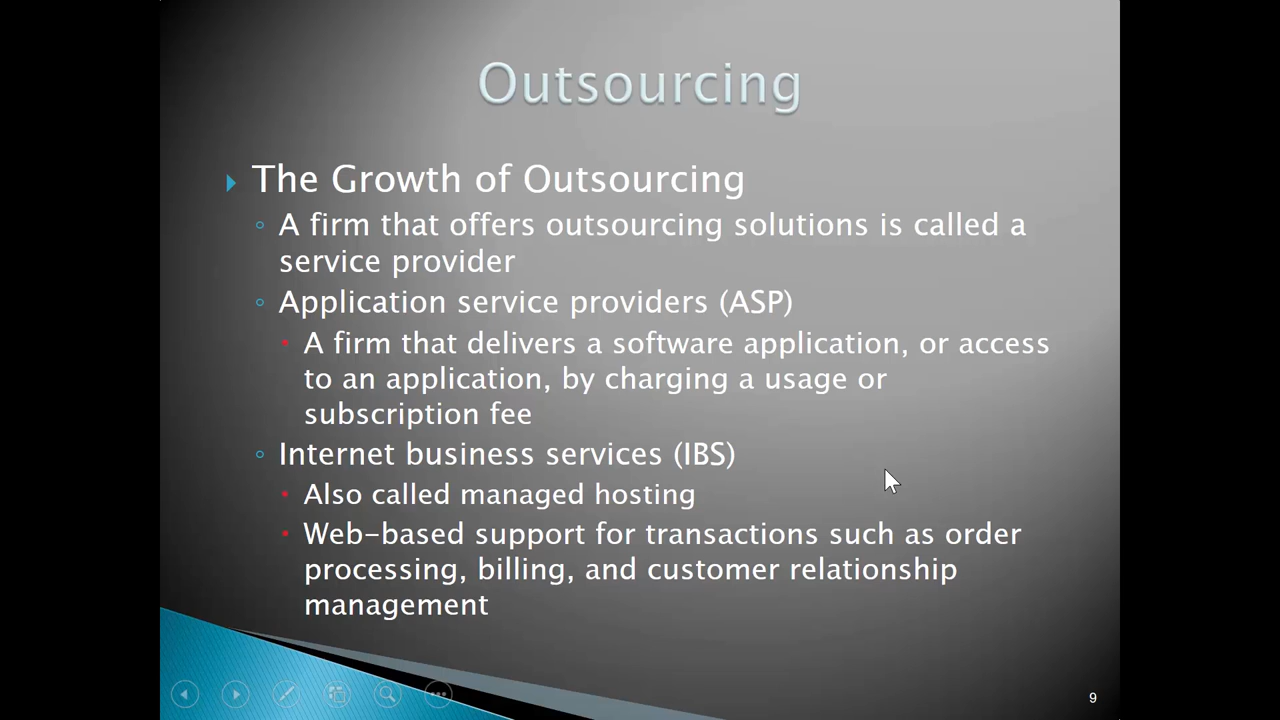 Outsourcing
The Growth of Outsourcing
A firm that offers outsourcing solutions is called a
service provider
Application service providers (ASP)
A firm that delivers a software application, or access
to an application, by charging a usage or
subscription fee
Internet business services (IBS)
Also called managed hosting
Web-based support for transactions such as order
processing, billing, and customer relationship
management
9